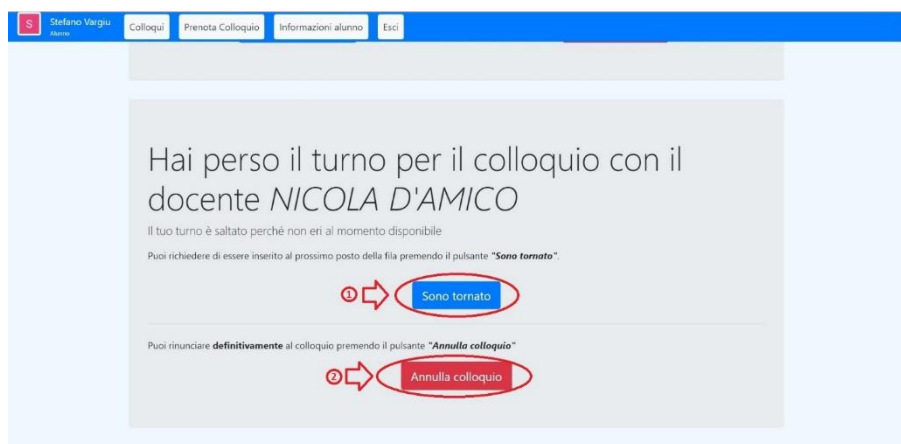 S
Stefano Vargiu
Alunno
Colloqui
Prenota Colloquio
Informazioni alunno
Esci
Hai perso il turno per il colloquio con il
docente NICOLA D'AMICO
Il tuo turno è saltato perché non eri al momento disponibile
Puoi richiedere di essere inserito al prossimo posto della fila premendo il pulsante "Sono tornato".
1
Sono tornato
Puoi rinunciare definitivamente al colloquio premendo il pulsante "Annulla colloquio"
2
Annulla colloquio